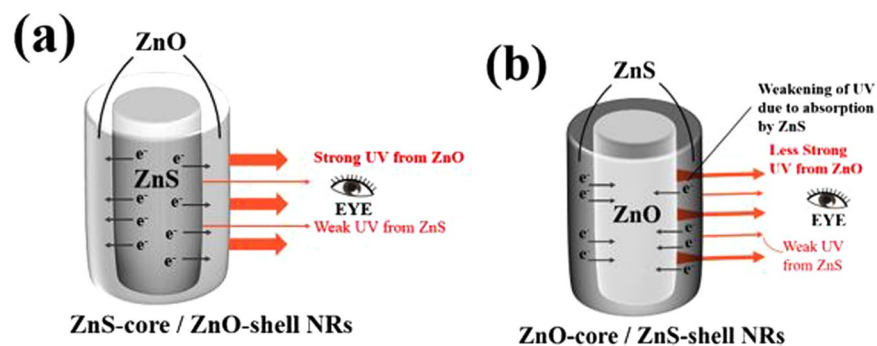 (a)
ZnO
e⁻
e⁻
ZnS
e⁻
e⁻
e⁻
e⁻
e⁻
e⁻
Strong UV from ZnO
EYE
Weak UV from ZnS
ZnS-core / ZnO-shell NRs
(b)
ZnS
Weakening of UV
due to absorption
by ZnS
Less Strong
UV from ZnO
e⁻
e⁻
e⁻
ZnO
e⁻
e⁻
e⁻
e⁻
e⁻
EYE
Weak UV
from ZnS
ZnO-core / ZnS-shell NRs